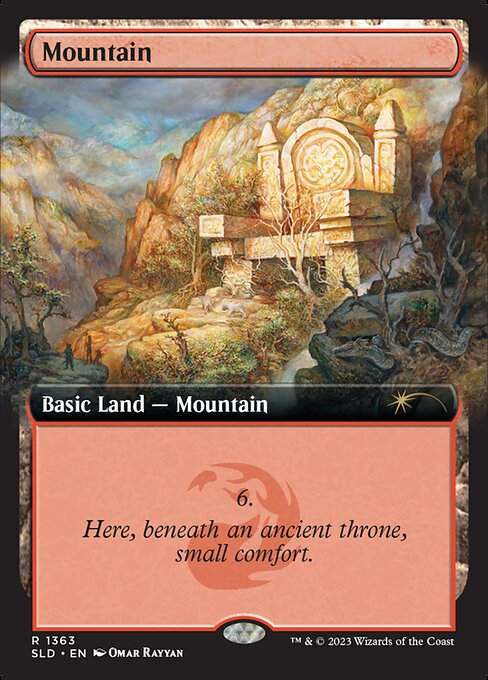 Mountain
Basic Land — Mountain
6.
Here, beneath an ancient throne,
small comfort.
R 1363
SLD • EN Omar Rayyan
™ & © 2023 Wizards of the Coast